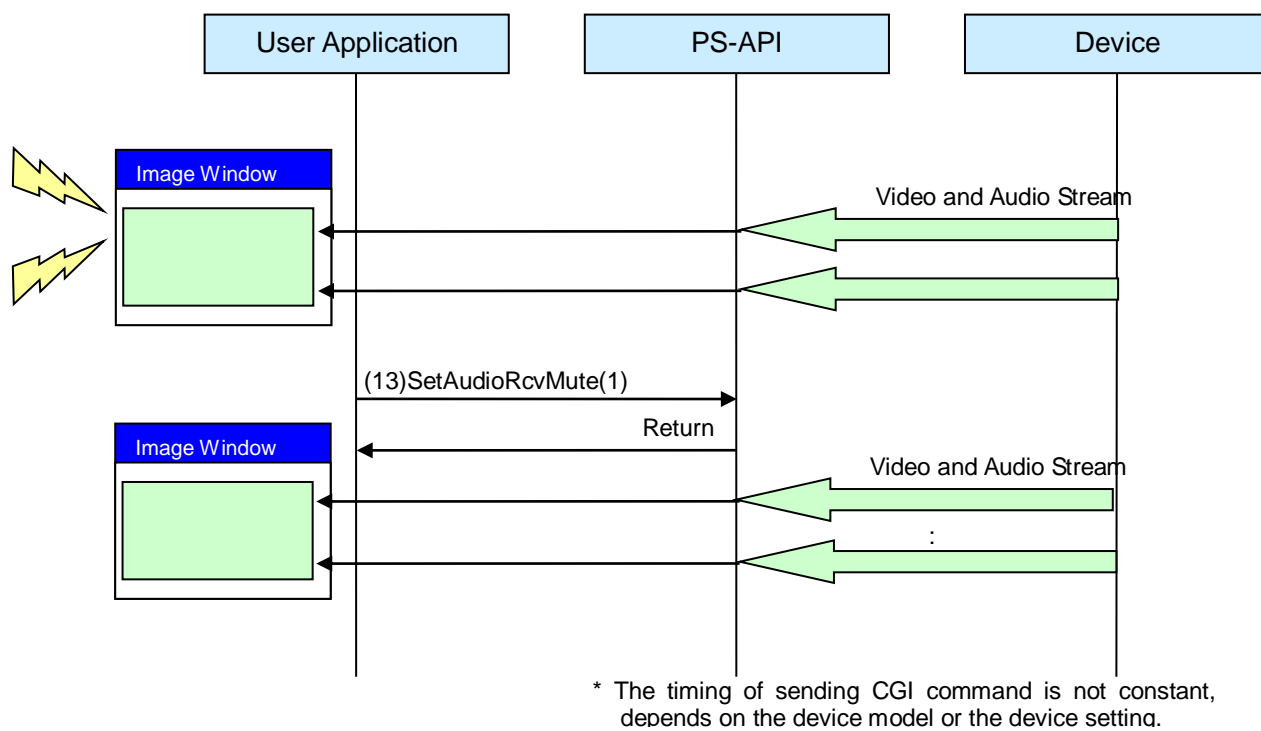 User Application
PS-API
Device
Image Window
Video and Audio Stream
(13)SetAudioRcvMute(1)
Return
Image Window
Video and Audio Stream
:
* The timing of sending CGI command is not constant,
depends on the device model or the device setting.